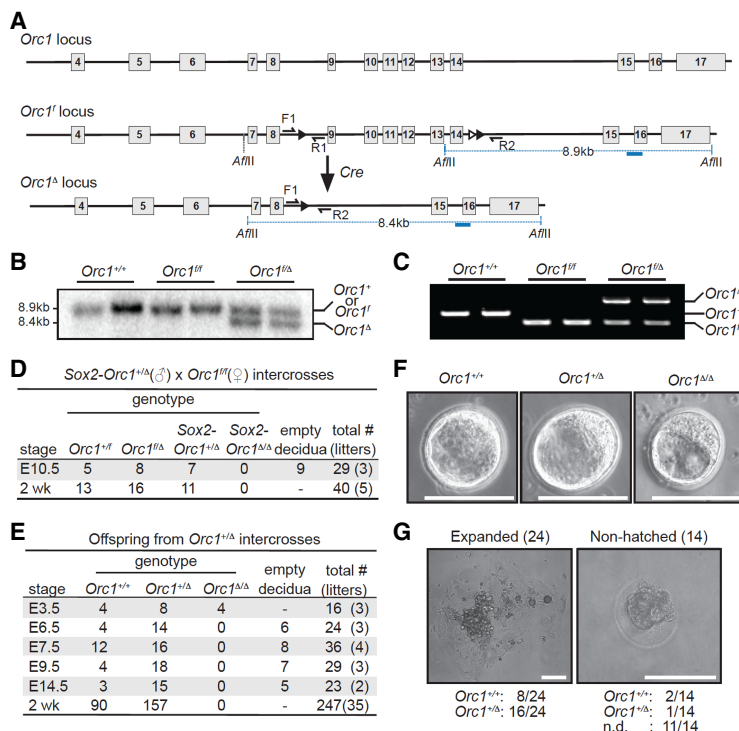 A
Orc1 locus
4 5 6 7 8 9 10 11 12 13 14 15 16 17
Orc1f locus
4 5 6 7 8 F1 R1 9 10 11 12 13 14 R2 15 16 17
AflII AflII 8.9kb AflII
Cre
Orc1Δ locus
4 5 6 7 8 F1 R2 15 16 17
AflII 8.4kb AflII
B
Orc1+/+ Orc1f/f Orc1f/Δ
8.9kb
8.4kb
Orc1+
or
Orc1f
Orc1Δ
C
Orc1+/+ Orc1f/f Orc1f/Δ
D
Sox2-Orc1+/Δ(♂) x Orc1f/f(♀) intercrosses
genotype
stage Orc1+/f Orc1f/Δ Sox2-Orc1+/Δ Sox2-Orc1Δ/Δ empty decidua total # (litters)
E10.5 5 8 7 0 9 29 (3)
2 wk 13 16 11 0 - 40 (5)
E
Offspring from Orc1+/Δ intercrosses
genotype
stage Orc1+/+ Orc1+/Δ Orc1Δ/Δ empty decidua total # (litters)
E3.5 4 8 4 - 16 (3)
E6.5 4 14 0 6 24 (3)
E7.5 12 16 0 8 36 (4)
E9.5 4 18 0 7 29 (3)
E14.5 3 15 0 5 23 (2)
2 wk 90 157 0 - 247(35)
F
Orc1+/+ Orc1+/Δ Orc1Δ/Δ
G
Expanded (24) Non-hatched (14)
Orc1+/+: 8/24
Orc1+/Δ: 16/24
Orc1+/+: 2/14
Orc1+/Δ: 1/14
n.d. : 11/14